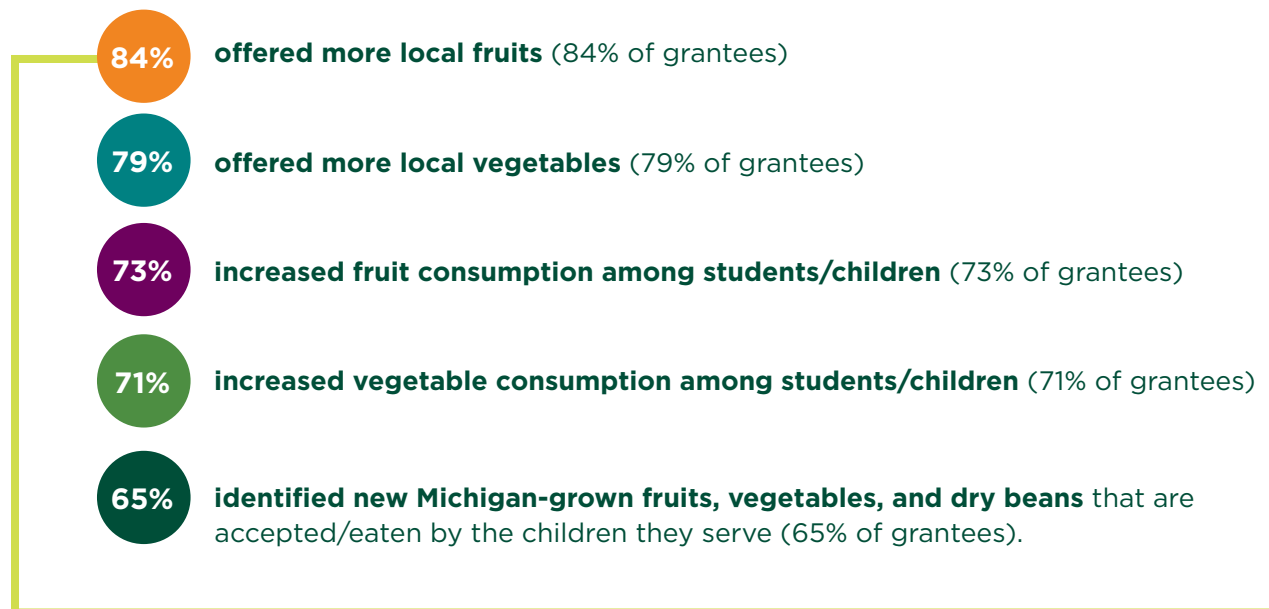 84% offered more local fruits (84% of grantees)
79% offered more local vegetables (79% of grantees)
73% increased fruit consumption among students/children (73% of grantees)
71% increased vegetable consumption among students/children (71% of grantees)
65% identified new Michigan-grown fruits, vegetables, and dry beans that are
accepted/eaten by the children they serve (65% of grantees).